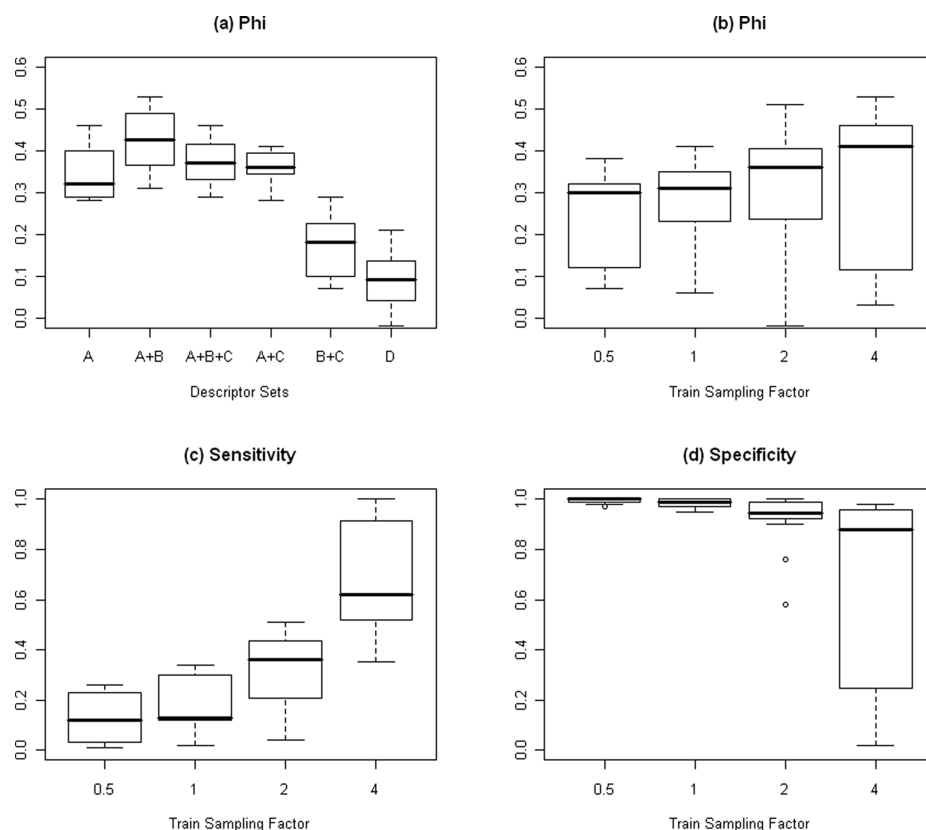 (a) Phi
0.6
0.5
0.4
0.3
0.2
0.1
0.0
A A+B A+B+C A+C B+C D
Descriptor Sets
(b) Phi
0.6
0.5
0.4
0.3
0.2
0.1
0.0
0.5 1 2 4
Train Sampling Factor
(c) Sensitivity
1.0
0.8
0.6
0.4
0.2
0.0
0.5 1 2 4
Train Sampling Factor
(d) Specificity
1.0
0.8
0.6
0.4
0.2
0.0
0.5 1 2 4
Train Sampling Factor